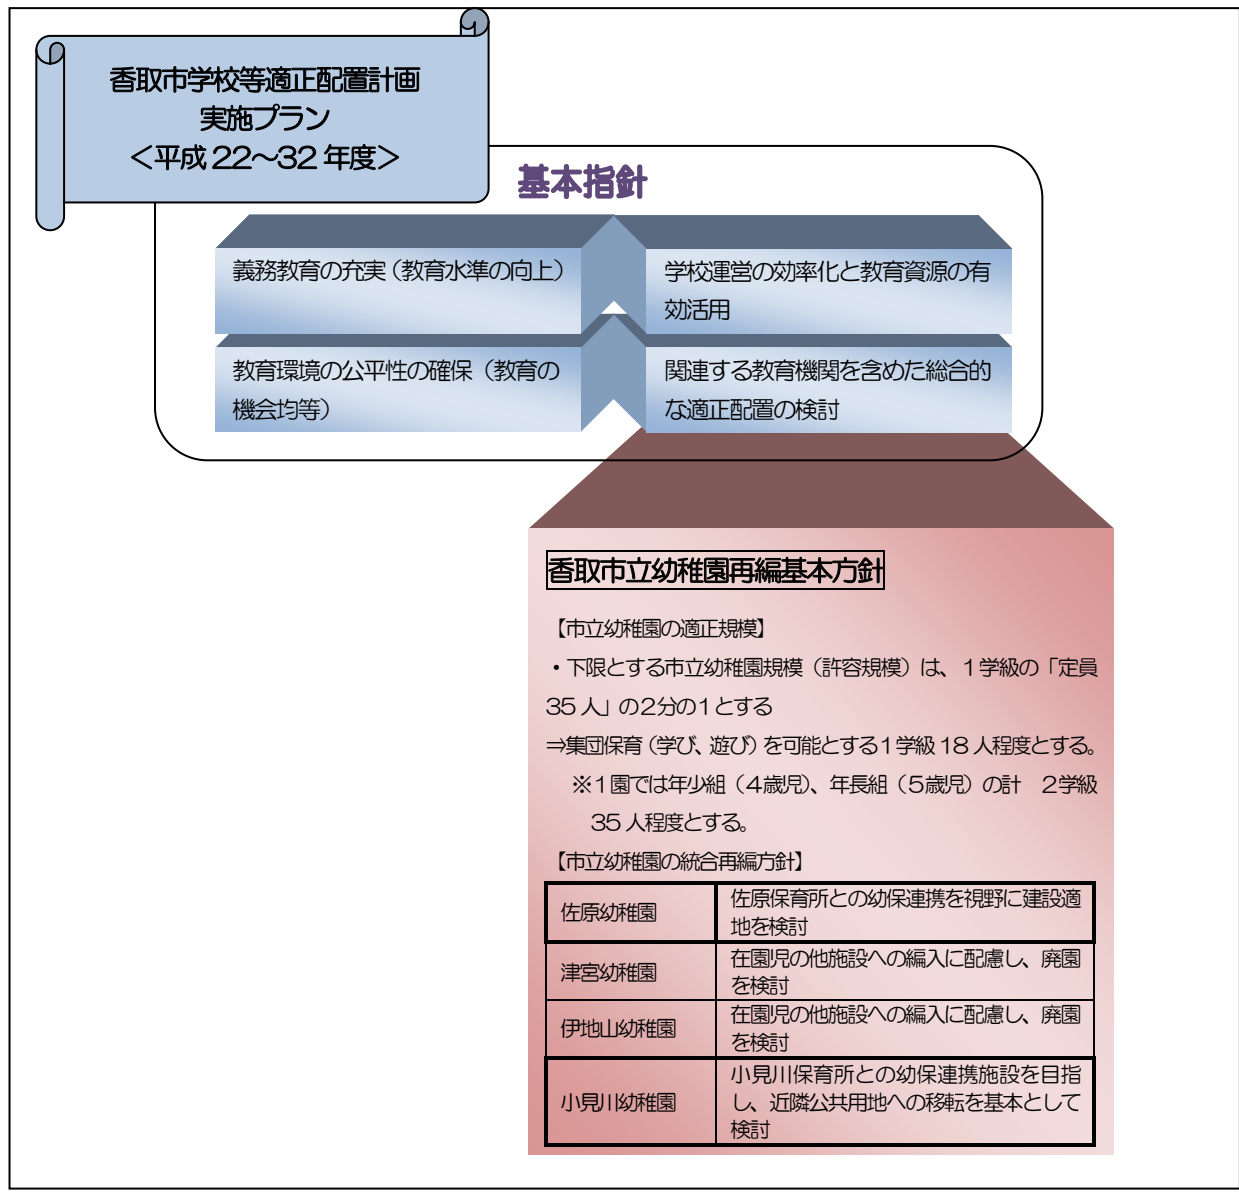 香取市学校等適正配置計画
実施プラン
＜平成22～32年度＞
基本指針
義務教育の充実（教育水準の向上）
学校運営の効率化と教育資源の有
効活用
教育環境の公平性の確保（教育の
機会均等）
関連する教育機関を含めた総合的
な適正配置の検討
香取市立幼稚園再編基本方針
【市立幼稚園の適正規模】
・下限とする市立幼稚園規模（許容規模）は、１学級の「定員
35人」の２分の１とする
⇒集団保育（学び、遊び）を可能とする１学級18人程度とする。
※１園では年少組（４歳児）、年長組（５歳児）の計　２学級
35人程度とする。
【市立幼稚園の統合再編方針】
佐原幼稚園
佐原保育所との幼保連携を視野に建設適
地を検討
津宮幼稚園
在園児の他施設への編入に配慮し、廃園
を検討
伊地山幼稚園
在園児の他施設への編入に配慮し、廃園
を検討
小見川幼稚園
小見川保育所との幼保連携施設を目指
し、近隣公共用地への移転を基本として
検討